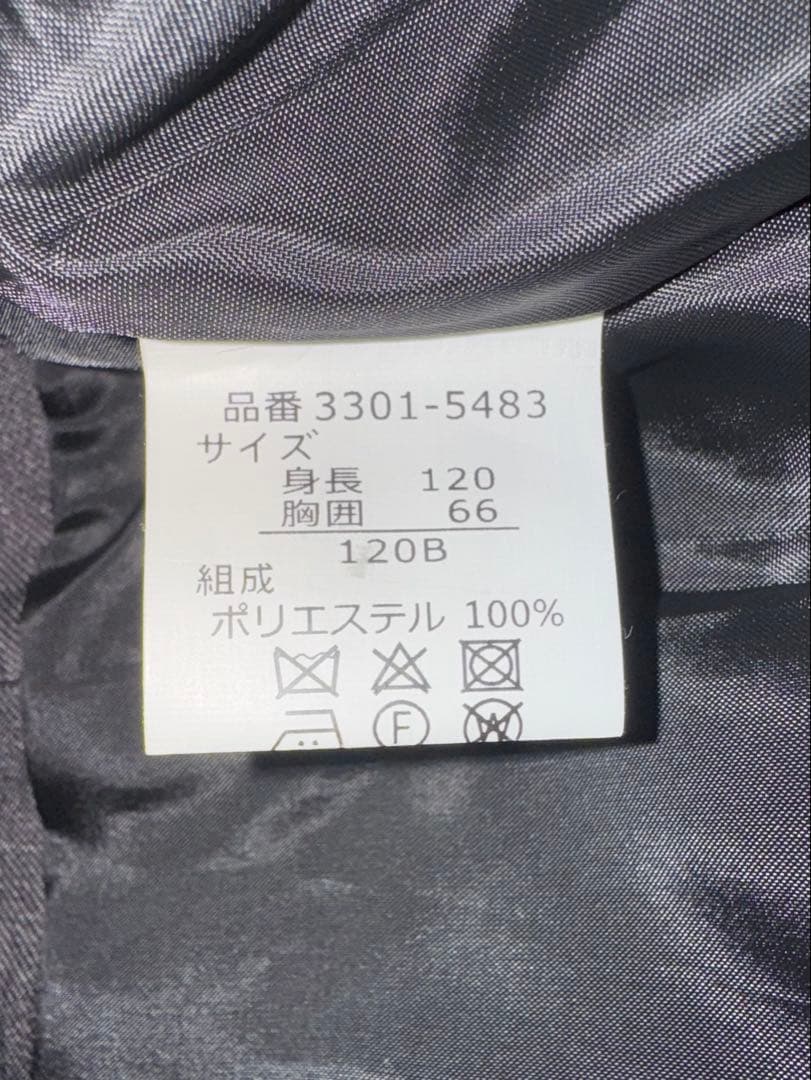 品番 3301-5483
サイズ
身長 120
胸囲 66
120B
組成
ポリエステル 100%
F
W